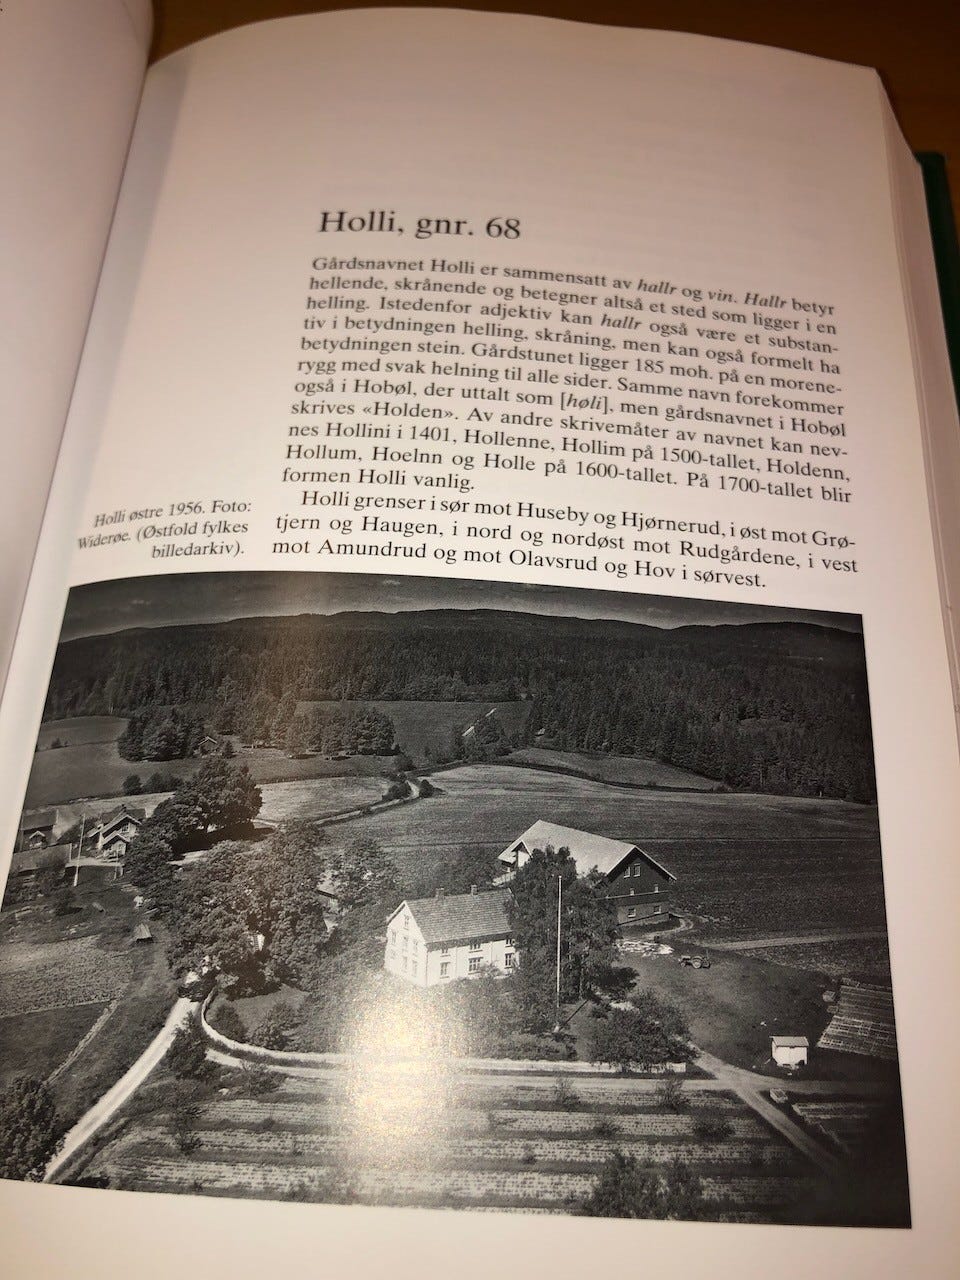 Holli, gnr. 68
Gårdsnavnet Holli er sammensatt av hallr og vin. Hallr betyr
hellende, skrånende og betegner altså et sted som ligger i en
helling. Istedenfor adjektiv kan hallr også være et substan-
tiv i betydningen helling, skråning, men kan også formelt ha
betydningen stein. Gårdstunet ligger 185 moh. på en morene-
rygg med svak helning til alle sider. Samme navn forekommer
også i Hobøl, der uttalt som [høli], men gårdsnavnet i Hobøl
skrives «Holden». Av andre skrivemåter av navnet kan nev-
nes Hollini i 1401, Hollenne, Hollim på 1500-tallet, Holdenn,
Hollum, Hoelnn og Holle på 1600-tallet. På 1700-tallet blir
formen Holli vanlig.
Holli grenser i sør mot Huseby og Hjørnerud, i øst mot Grø-
tjern og Haugen, i nord og nordøst mot Rudgårdene, i vest
mot Amundrud og mot Olavsrud og Hov i sørvest.
Holli østre 1956. Foto:
Widerøe. (Østfold fylkes
billedarkiv).